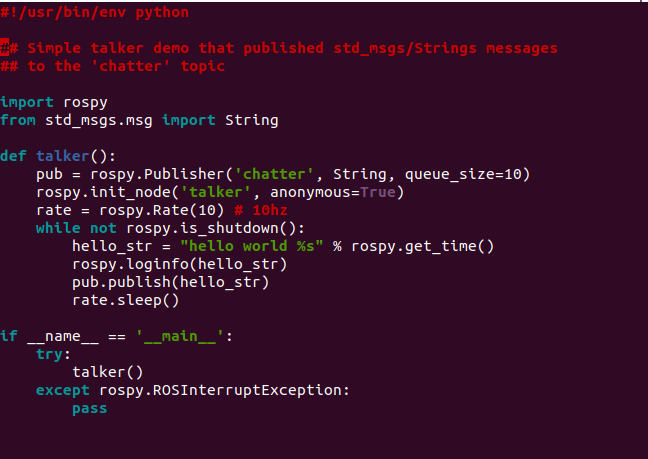 #!/usr/bin/env python

## Simple talker demo that published std_msgs/Strings messages
## to the 'chatter' topic

import rospy
from std_msgs.msg import String

def talker():
    pub = rospy.Publisher('chatter', String, queue_size=10)
    rospy.init_node('talker', anonymous=True)
    rate = rospy.Rate(10) # 10hz
    while not rospy.is_shutdown():
        hello_str = "hello world %s" % rospy.get_time()
        rospy.loginfo(hello_str)
        pub.publish(hello_str)
        rate.sleep()

if __name__ == '__main__':
    try:
        talker()
    except rospy.ROSInterruptException:
        pass